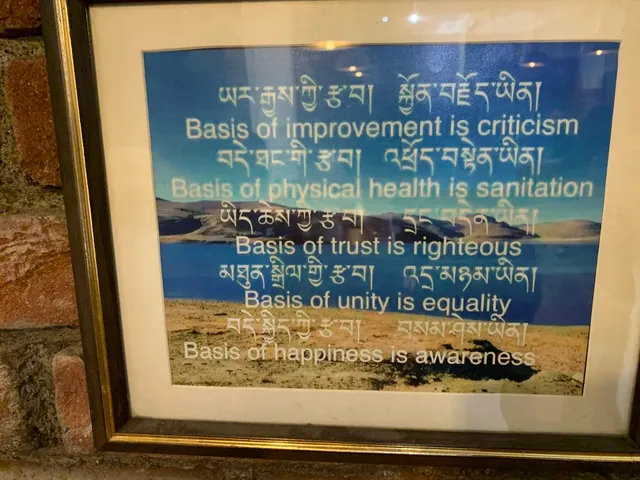 ཡར་རྒྱས་ཀྱི་རྩ་བ། སྐྱོན་བརྗོད་ཡིན།
Basis of improvement is criticism
བདེ་ཐང་གི་རྩ་བ། འཕྲོད་བསྟེན་ཡིན།
Basis of physical health is sanitation
ཡིད་ཆེས་ཀྱི་རྩ་བ། དྲང་བདེན་ཡིན།
Basis of trust is righteous
མཐུན་སྒྲིལ་གྱི་རྩ་བ། འདྲ་མཉམ་ཡིན།
Basis of unity is equality
བདེ་སྐྱིད་ཀྱི་རྩ་བ། བསམ་ཤེས་ཡིན།
Basis of happiness is awareness